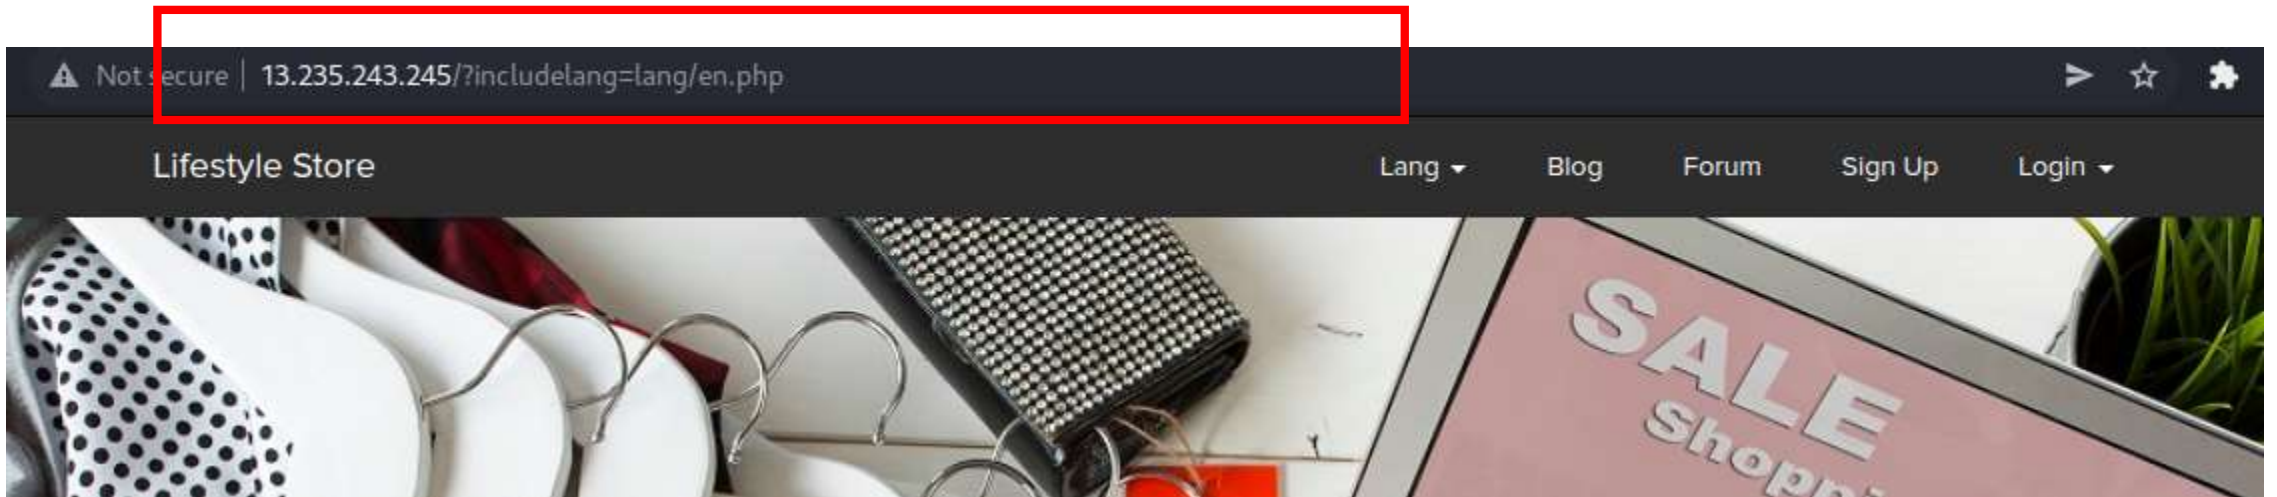 Not secure | 13.235.243.245/?includelang=lang/en.php
Lifestyle Store Lang Blog Forum Sign Up Login
SALE
Shoppi